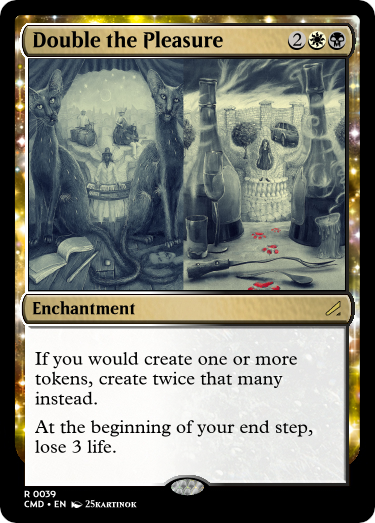 Double the Pleasure 2
Enchantment
If you would create one or more
tokens, create twice that many
instead.
At the beginning of your end step,
lose 3 life.
R 0039
CMD • EN 25KARTINOK